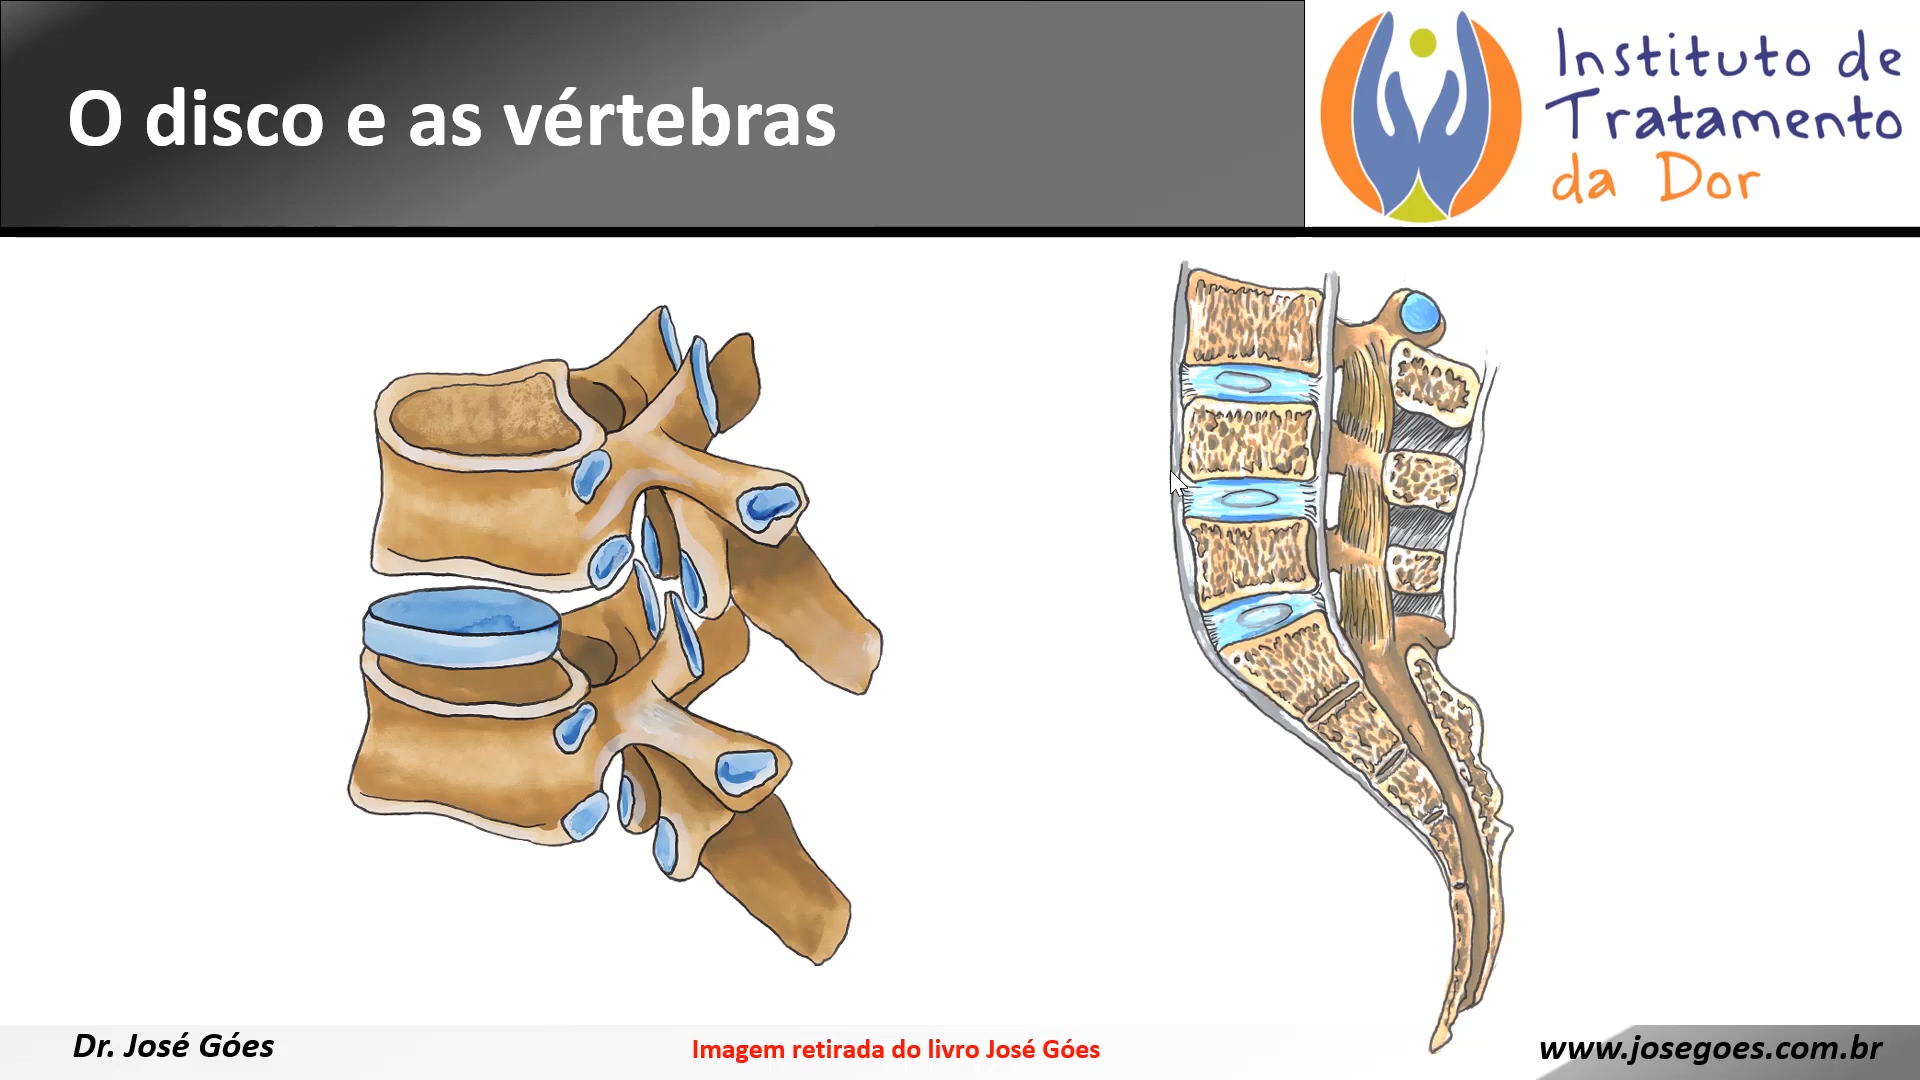 O disco e as vértebras
Instituto de
Tratamento
da Dor
Dr. José Góes
Imagem retirada do livro José Góes
www.josegoes.com.br